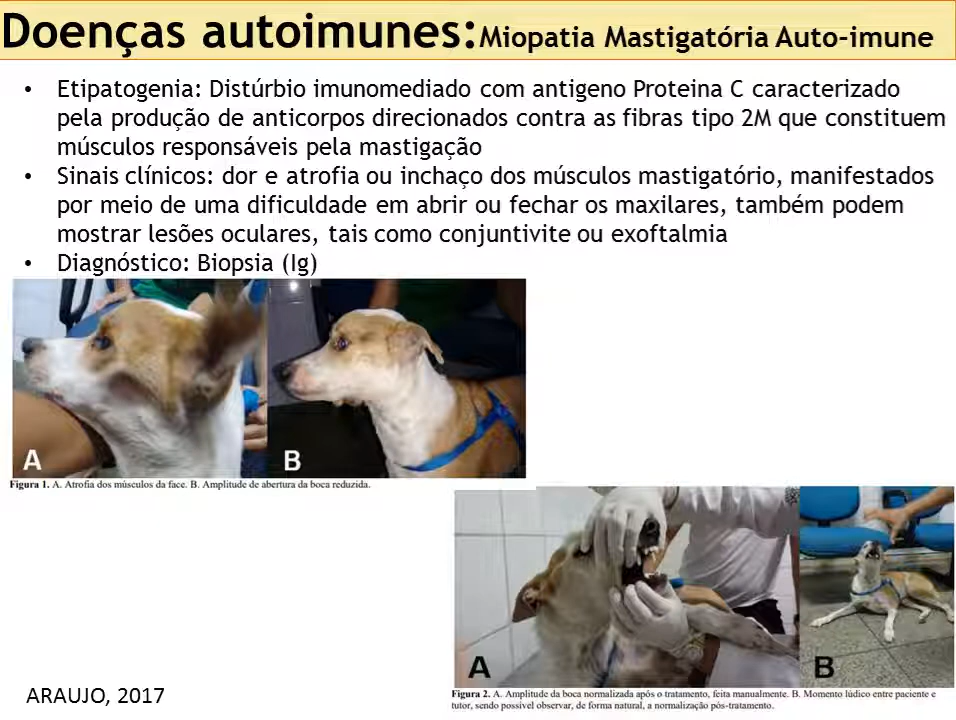 Doenças autoimunes:Miopatia Mastigatória Auto-imune
• Etipatogenia: Distúrbio imunomediado com antigeno Proteina C caracterizado
pela produção de anticorpos direcionados contra as fibras tipo 2M que constituem
músculos responsáveis pela mastigação
• Sinais clínicos: dor e atrofia ou inchaço dos músculos mastigatório, manifestados
por meio de uma dificuldade em abrir ou fechar os maxilares, também podem
mostrar lesões oculares, tais como conjuntivite ou exoftalmia
• Diagnóstico: Biopsia (Ig)
A
B
Figura 1. A. Atrofia dos músculos da face. B. Amplitude de abertura da boca reduzida.
A
B
Figura 2. A. Amplitude da boca normalizada após o tratamento, feita manualmente. B. Momento lúdico entre paciente e
tutor, sendo possível observar, de forma natural, a normalização pós-tratamento.
ARAUJO, 2017